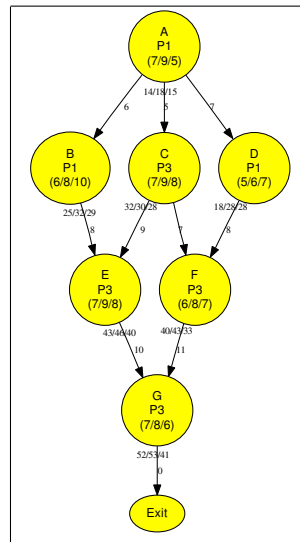 A
P1
(7/9/5)
14/18/15
6
5
7
B
P1
(6/8/10)
C
P3
(7/9/8)
D
P1
(5/6/7)
25/32/29
32/30/28
18/28/28
8
9
7
8
E
P3
(7/9/8)
F
P3
(6/8/7)
43/46/40
40/43/33
10
11
G
P3
(7/8/6)
52/53/41
0
Exit